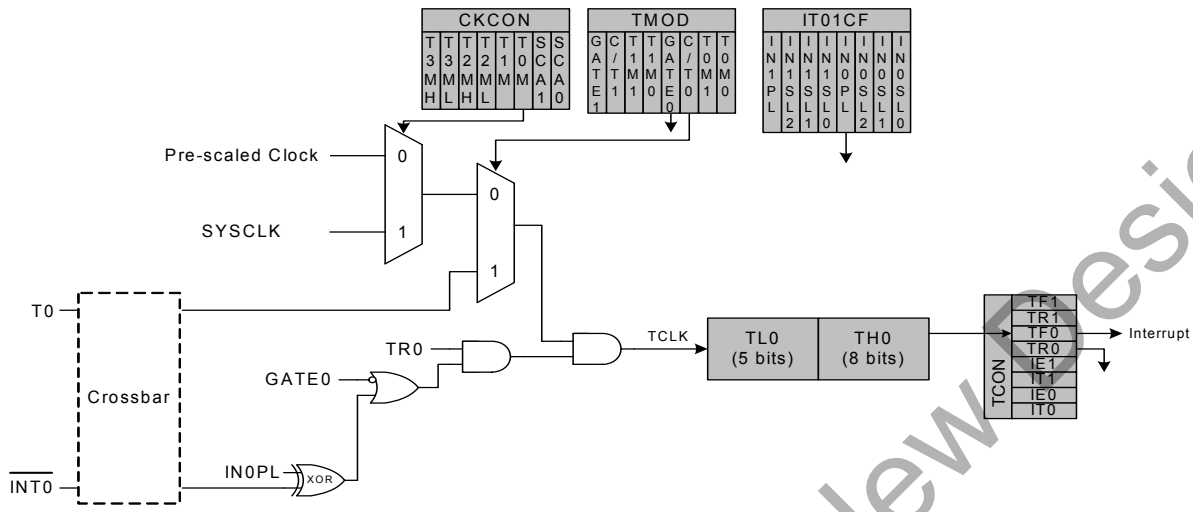 CKCON
T3MH T3ML T2MH T2ML T1M T0M SCA1 SCA0
TMOD
GATE1 C/T1 T1M1 T1M0 GATE0 C/T0 T0M1 T0M0
IT01CF
IN1PL IN1SL2 IN1SL1 IN1SL0 IN0PL IN0SL2 IN0SL1 IN0SL0
Pre-scaled Clock
0
SYSCLK
1
0
1
T0
Crossbar
INT0
TR0
GATE0
IN0PL
XOR
TCLK
TL0
(5 bits)
TH0
(8 bits)
TCON
TF1
TR1
TF0
TR0
IE1
IT1
IE0
IT0
Interrupt
New Desig